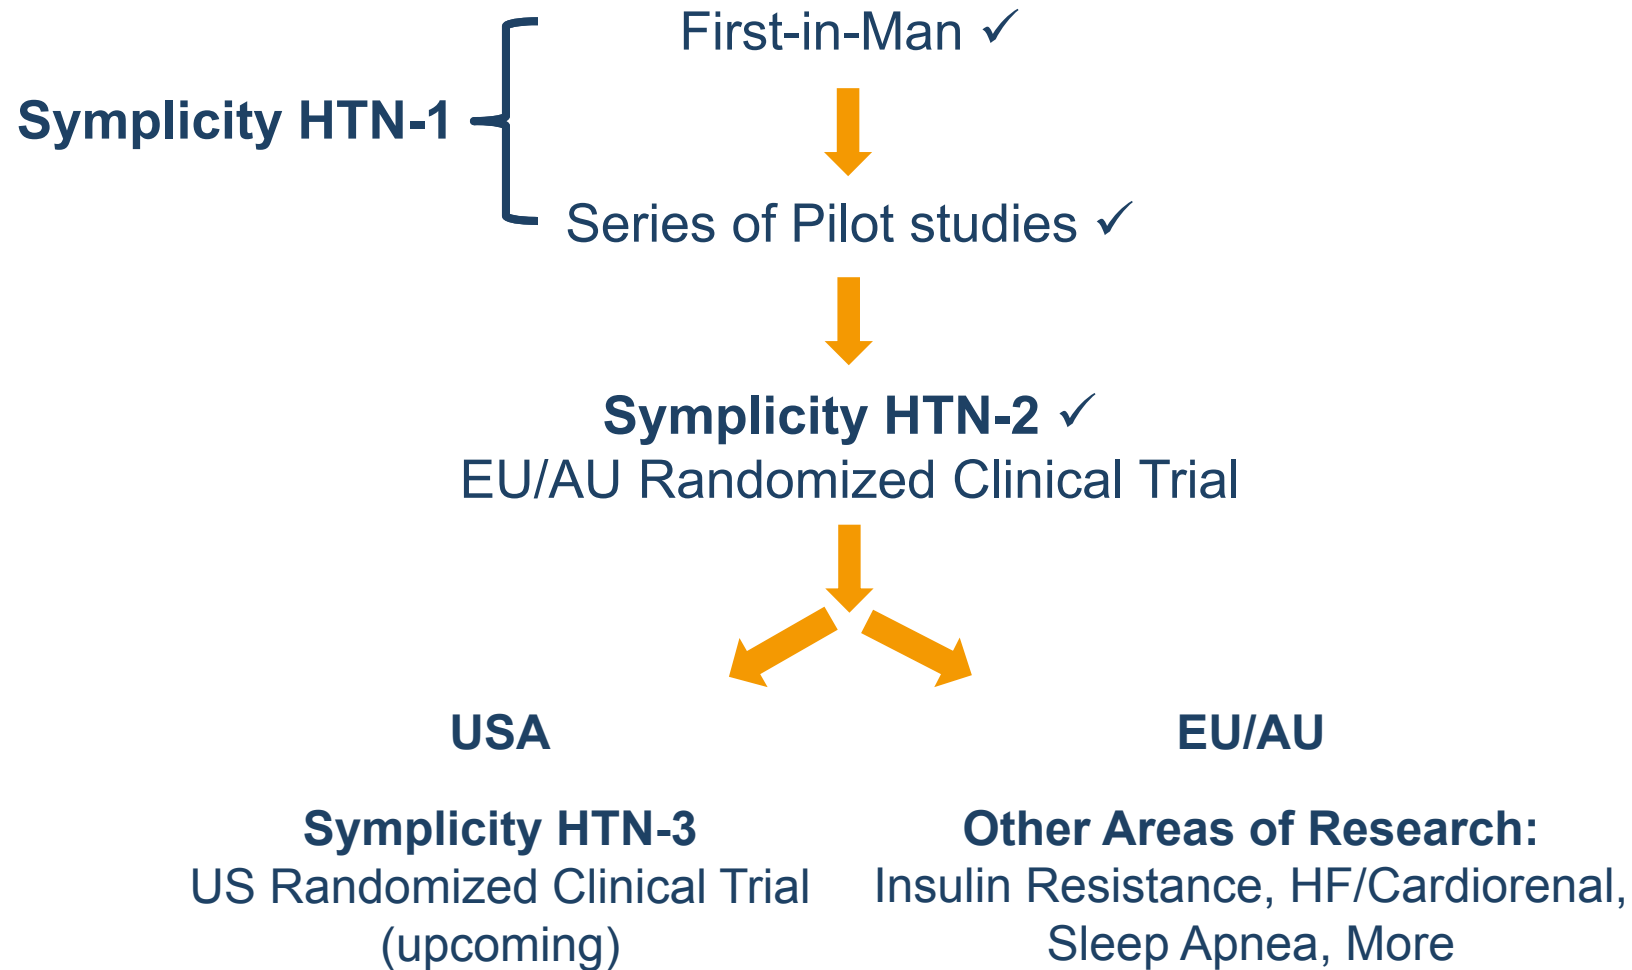 First-in-Man ✓
Symplicity HTN-1
Series of Pilot studies ✓
Symplicity HTN-2 ✓
EU/AU Randomized Clinical Trial
USA
EU/AU
Symplicity HTN-3
US Randomized Clinical Trial
(upcoming)
Other Areas of Research:
Insulin Resistance, HF/Cardiorenal,
Sleep Apnea, More